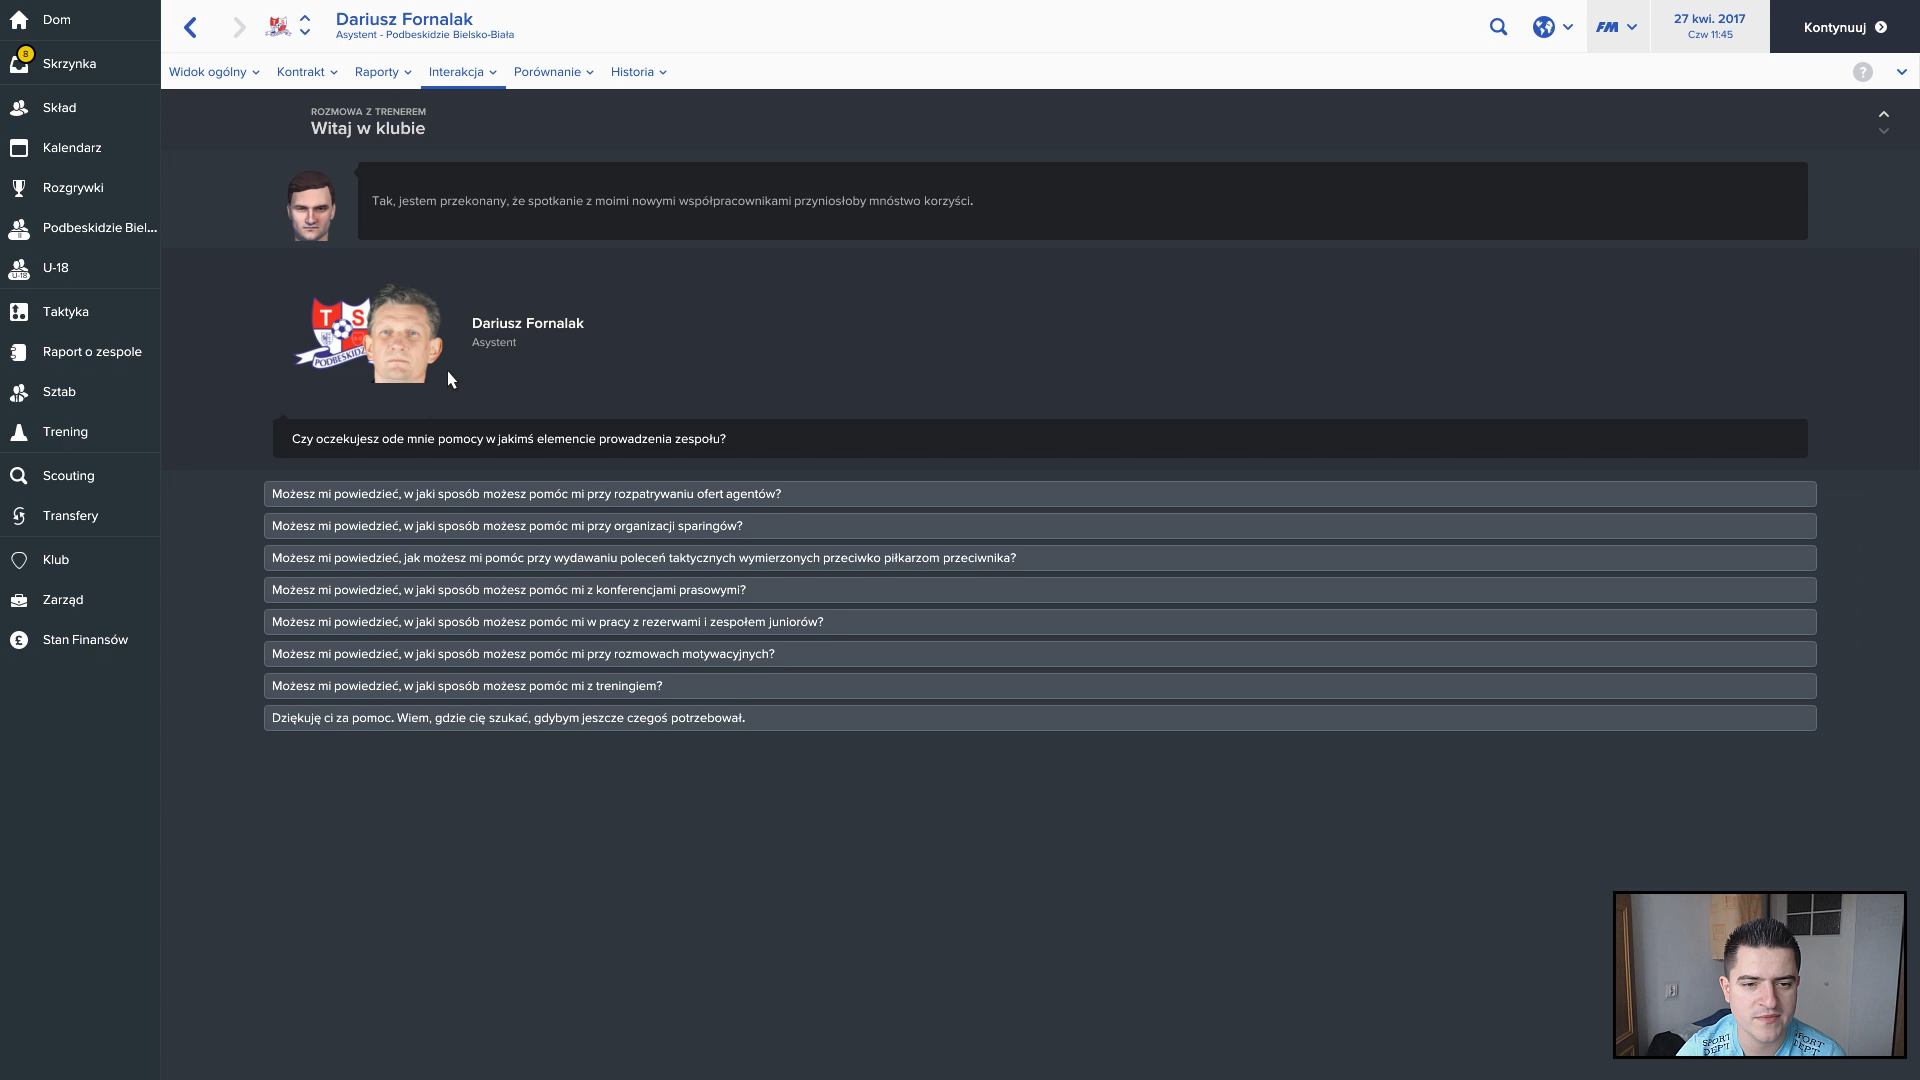 Dom
8
Skrzynka
Skład
Kalendarz
Rozgrywki
Podbeskidzie Biel...
U-18
Taktyka
Raport o zespole
Sztab
Trening
Scouting
Transfery
Klub
Zarząd
Stan Finansów
Dariusz Fornalak
Asystent - Podbeskidzie Bielsko-Biała
FM
27 kwi. 2017
Czw 11:45
Kontynuuj
Widok ogólny
Kontrakt
Raporty
Interakcja
Porównanie
Historia
?
ROZMOWA Z TRENEREM
Witaj w klubie
Tak, jestem przekonany, że spotkanie z moimi nowymi współpracownikami przyniosłoby mnóstwo korzyści.
T S
PODBESKIDZ
Dariusz Fornalak
Asystent
Czy oczekujesz ode mnie pomocy w jakimś elemencie prowadzenia zespołu?
Możesz mi powiedzieć, w jaki sposób możesz pomóc mi przy rozpatrywaniu ofert agentów?
Możesz mi powiedzieć, w jaki sposób możesz pomóc mi przy organizacji sparingów?
Możesz mi powiedzieć, jak możesz mi pomóc przy wydawaniu poleceń taktycznych wymierzonych przeciwko piłkarzom przeciwnika?
Możesz mi powiedzieć, w jaki sposób możesz pomóc mi z konferencjami prasowymi?
Możesz mi powiedzieć, w jaki sposób możesz pomóc mi w pracy z rezerwami i zespołem juniorów?
Możesz mi powiedzieć, w jaki sposób możesz pomóc mi przy rozmowach motywacyjnych?
Możesz mi powiedzieć, w jaki sposób możesz pomóc mi z treningiem?
Dziękuję ci za pomoc. Wiem, gdzie cię szukać, gdybym jeszcze czegoś potrzebował.
SPORT
DEP'T
SPORT
DEP'T